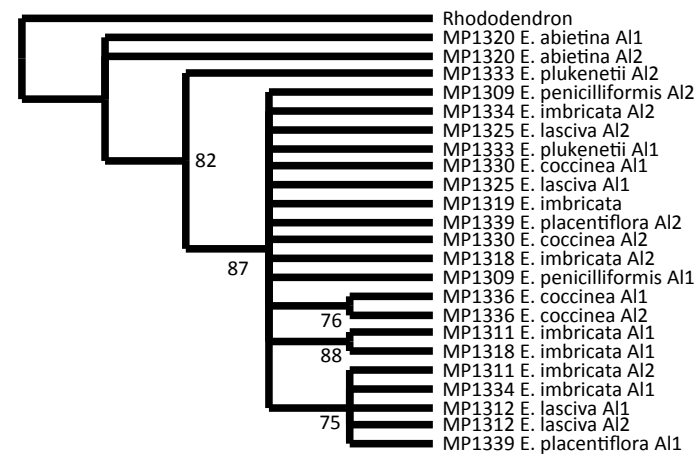 Rhododendron
MP1320 E. abietina Al1
MP1320 E. abietina Al2
MP1333 E. plukenetii Al2
MP1309 E. penicilliformis Al2
MP1334 E. imbricata Al2
MP1325 E. lasciva Al2
82
MP1333 E. plukenetii Al1
MP1330 E. coccinea Al1
MP1325 E. lasciva Al1
MP1319 E. imbricata
MP1339 E. placentiflora Al2
MP1330 E. coccinea Al2
MP1318 E. imbricata Al2
87
MP1309 E. penicilliformis Al1
MP1336 E. coccinea Al1
76
MP1336 E. coccinea Al2
MP1311 E. imbricata Al1
88
MP1318 E. imbricata Al1
MP1311 E. imbricata Al2
MP1334 E. imbricata Al1
MP1312 E. lasciva Al1
75
MP1312 E. lasciva Al2
MP1339 E. placentiflora Al1